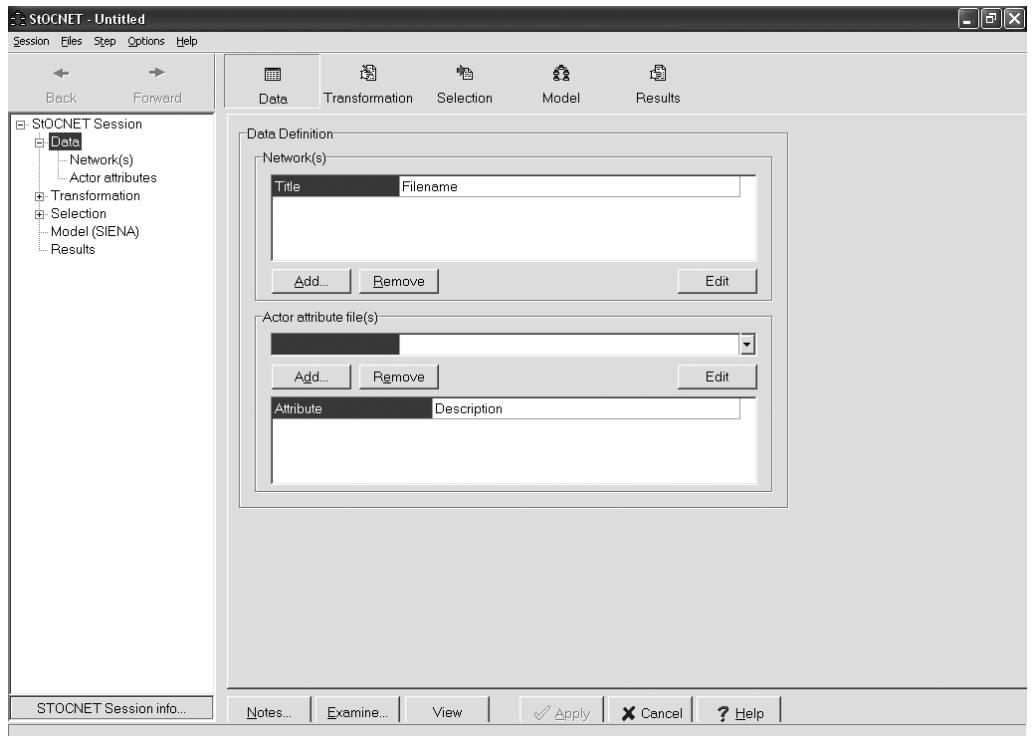 StOCNET - Untitled
Session Files Step Options Help
Back Forward Data Transformation Selection Model Results
StOCNET Session
Data
Network(s)
Actor attributes
Transformation
Selection
Model (SIENA)
Results
Data Definition
Network(s)
Title Filename
Add... Remove Edit
Actor attribute file(s)
Add... Remove Edit
Attribute Description
STOCNET Session info... Notes... Examine... View Apply Cancel ? Help